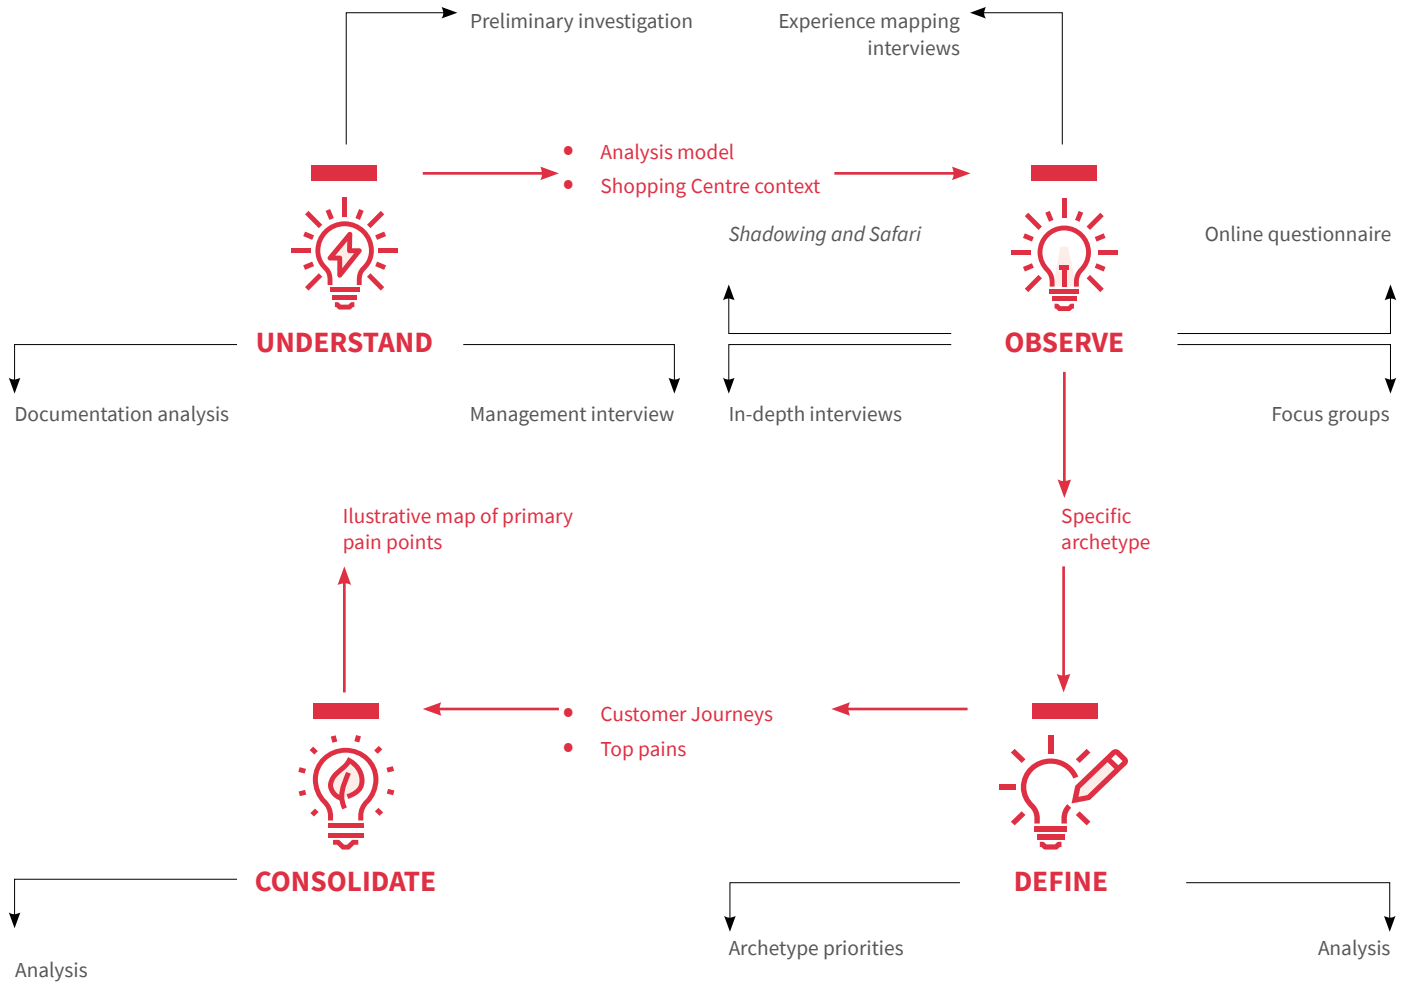 Preliminary investigation
Experience mapping
interviews
• Analysis model
• Shopping Centre context
Shadowing and Safari
Online questionnaire
UNDERSTAND
OBSERVE
Documentation analysis
Management interview
In-depth interviews
Focus groups
Ilustrative map of primary
pain points
Specific
archetype
• Customer Journeys
• Top pains
CONSOLIDATE
DEFINE
Archetype priorities
Analysis
Analysis